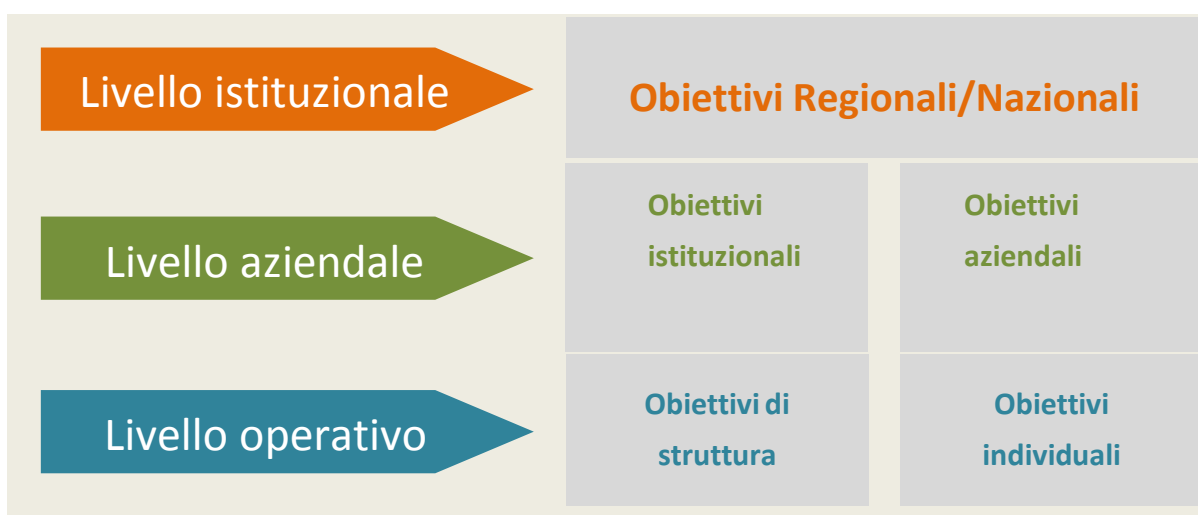 Livello istituzionale
Obiettivi Regionali/Nazionali
Livello aziendale
Obiettivi
istituzionali
Obiettivi
aziendali
Livello operativo
Obiettivi di
struttura
Obiettivi
individuali